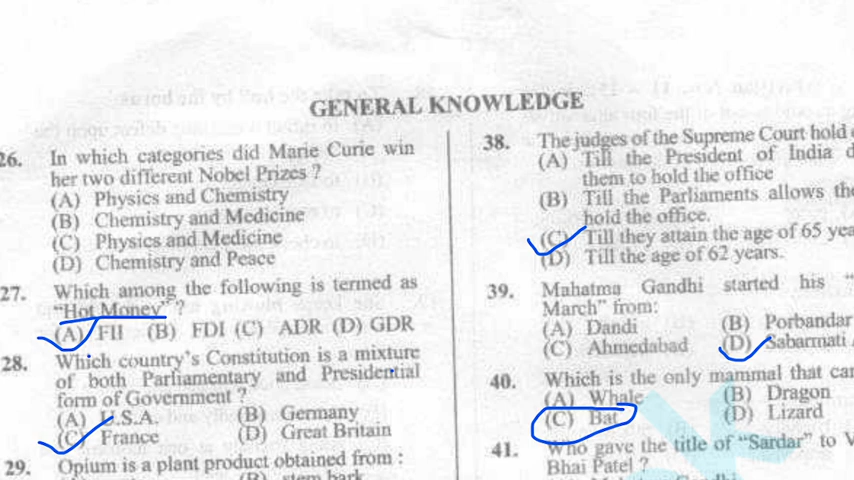 GENERAL KNOWLEDGE
26. In which categories did Marie Curie win
her two different Nobel Prizes ?
(A) Physics and Chemistry
(B) Chemistry and Medicine
(C) Physics and Medicine
(D) Chemistry and Peace
27. Which among the following is termed as
"Hot Money" ?
(A) FII (B) FDI (C) ADR (D) GDR
28. Which country's Constitution is a mixture
of both Parliamentary and Presidential
form of Government ?
(A) U.S.A. (B) Germany
(C) France (D) Great Britain
29. Opium is a plant product obtained from :
(B) stem bark
38. The judges of the Supreme Court hold
(A) Till the President of India
them to hold the office
(B) Till the Parliaments allows
hold the office.
(C) Till they attain the age of 65
(D) Till the age of 62 years.
39. Mahatma Gandhi started his
March" from:
(A) Dandi (B) Porbandar
(C) Ahmedabad (D) Sabarmati
40. Which is the only mammal that
(A) Whale (B) Dragon
(C) Bat (D) Lizard
41. Who gave the title of "Sardar" to
Bhai Patel ?